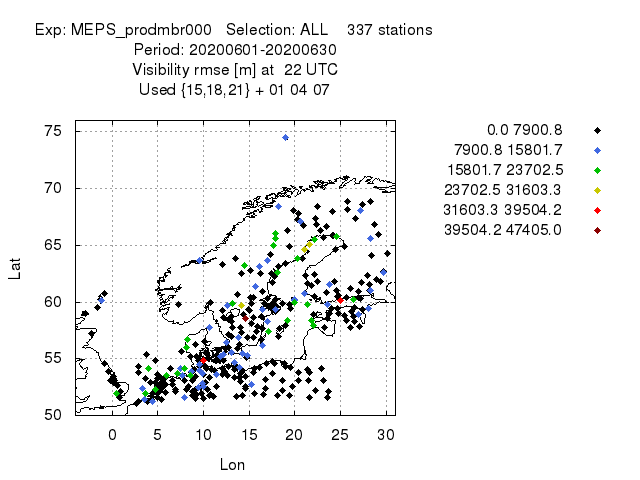 Exp: MEPS_prodmbr000 Selection: ALL 337 stations
Period: 20200601-20200630
Visibility rmse [m] at 22 UTC
Used {15,18,21} + 01 04 07
0.0 7900.8
7900.8 15801.7
15801.7 23702.5
23702.5 31603.3
31603.3 39504.2
39504.2 47405.0
75
70
65
60
55
50
Lat
0 5 10 15 20 25 30
Lon